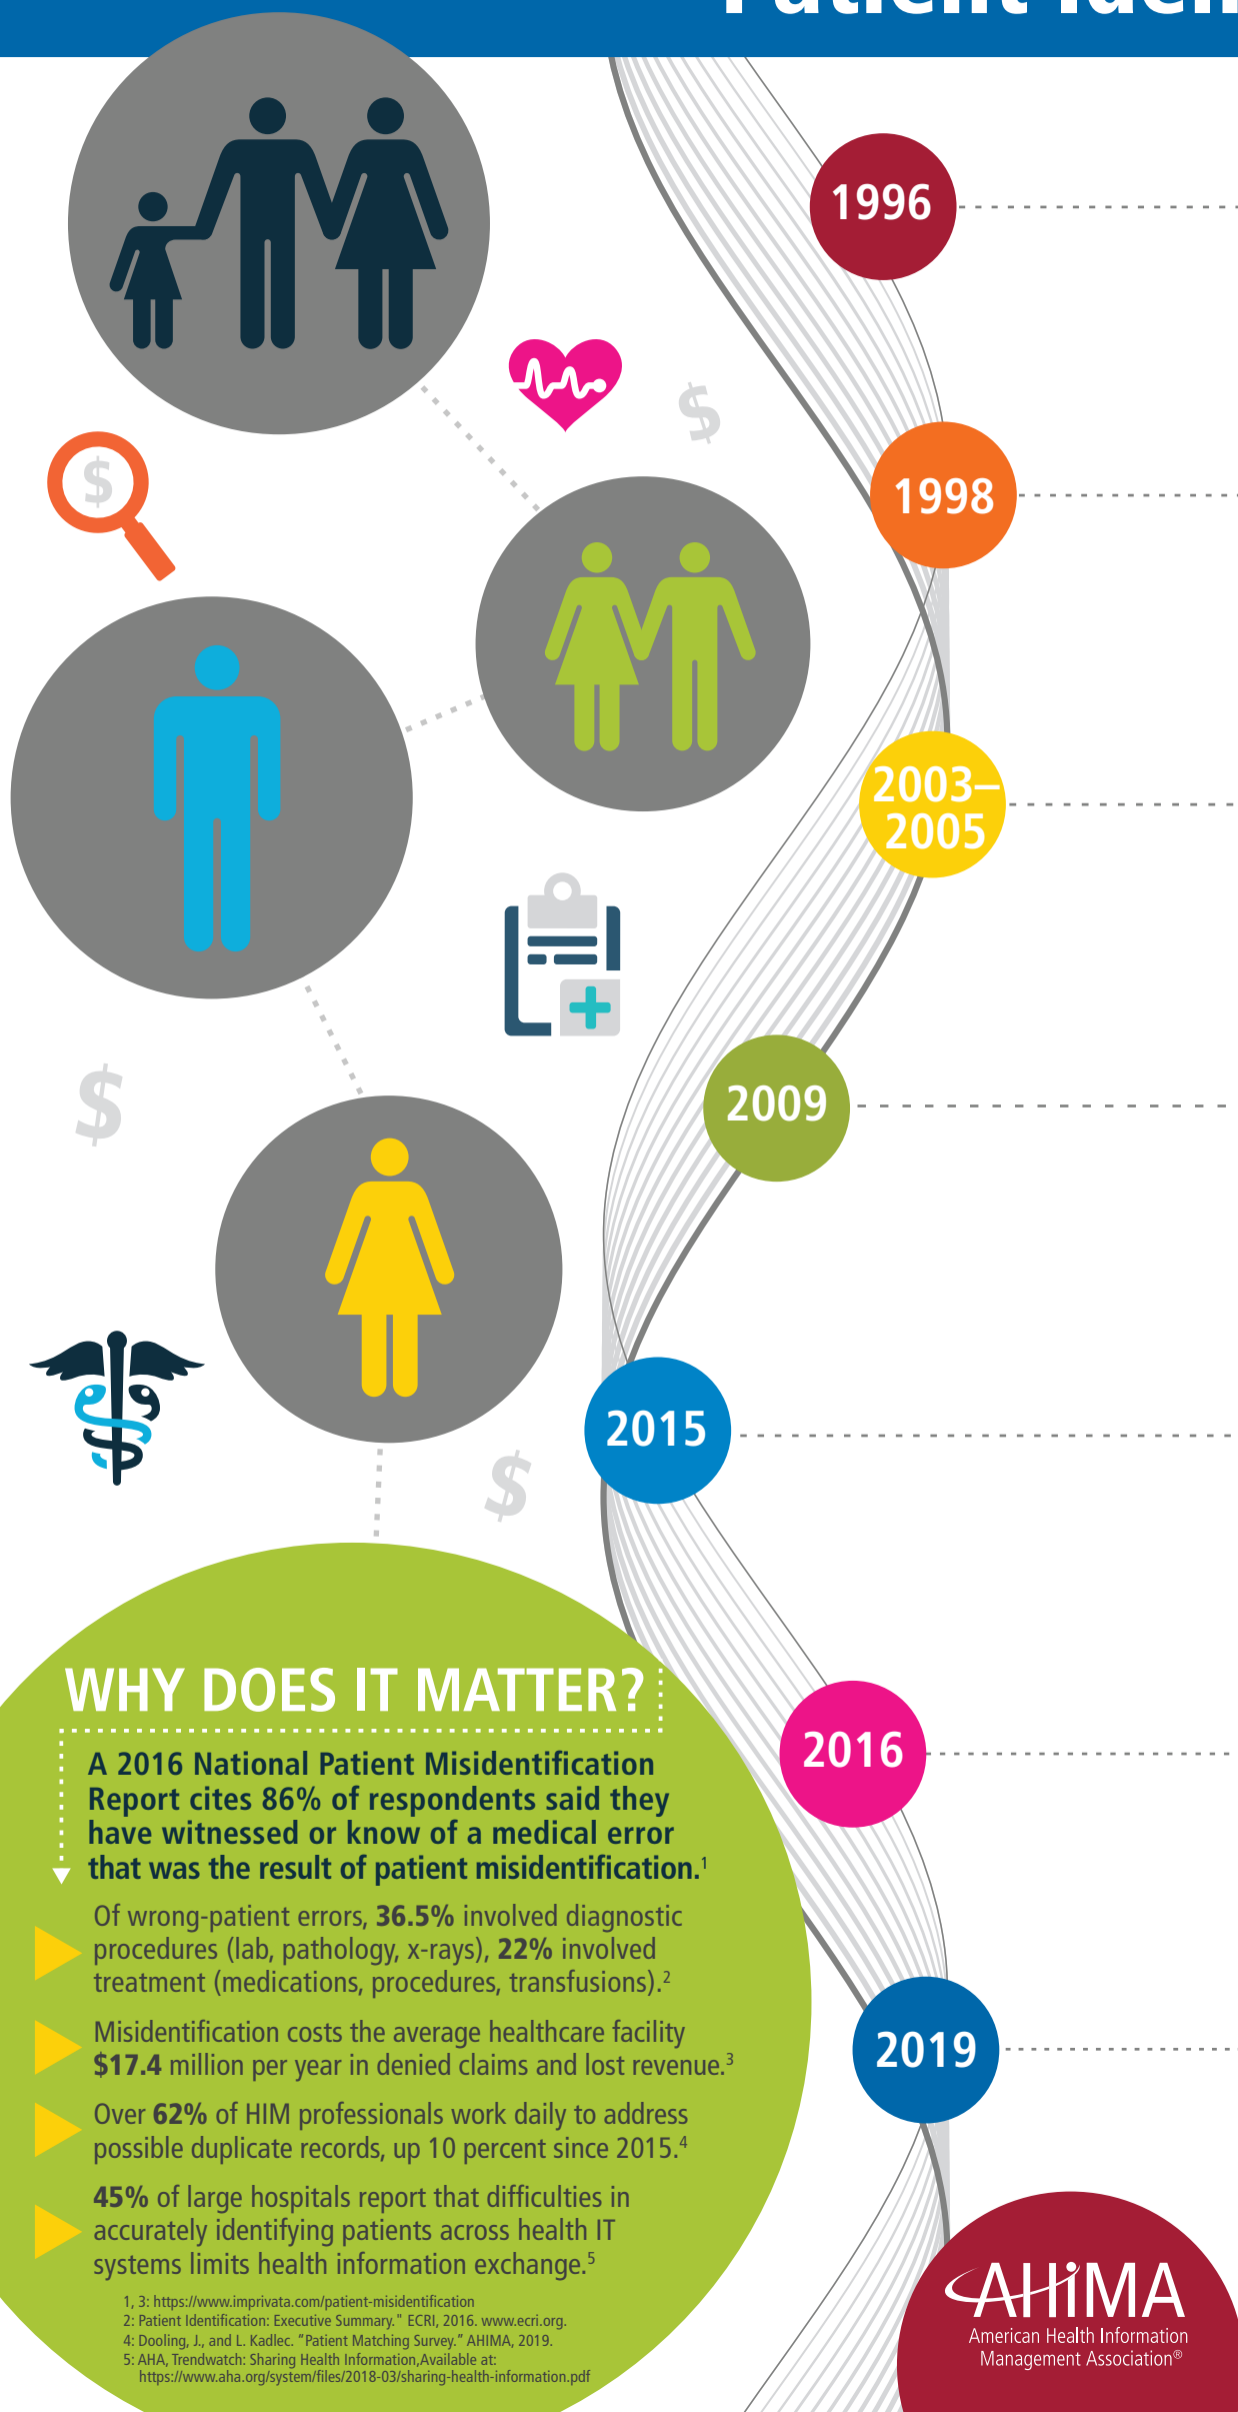 1996
$
$
1998
2003–
2005
2009
$
2015
$
WHY DOES IT MATTER?
A 2016 National Patient Misidentification
Report cites 86% of respondents said they
have witnessed or know of a medical error
that was the result of patient misidentification.1
2016
Of wrong-patient errors, 36.5% involved diagnostic
procedures (lab, pathology, x-rays), 22% involved
treatment (medications, procedures, transfusions).2
Misidentification costs the average healthcare facility
$17.4 million per year in denied claims and lost revenue.3
2019
Over 62% of HIM professionals work daily to address
possible duplicate records, up 10 percent since 2015.4
45% of large hospitals report that difficulties in
accurately identifying patients across health IT
systems limits health information exchange.5
1, 3: https://www.imprivata.com/patient-misidentification
2: Patient Identification: Executive Summary." ECRI, 2016. www.ecri.org.
4: Dooling, J., and L. Kadlec. "Patient Matching Survey." AHIMA, 2019.
5: AHA, Trendwatch: Sharing Health Information,Available at:
https://www.aha.org/system/files/2018-03/sharing-health-information.pdf
AHiMA
American Health Information
Management Association®